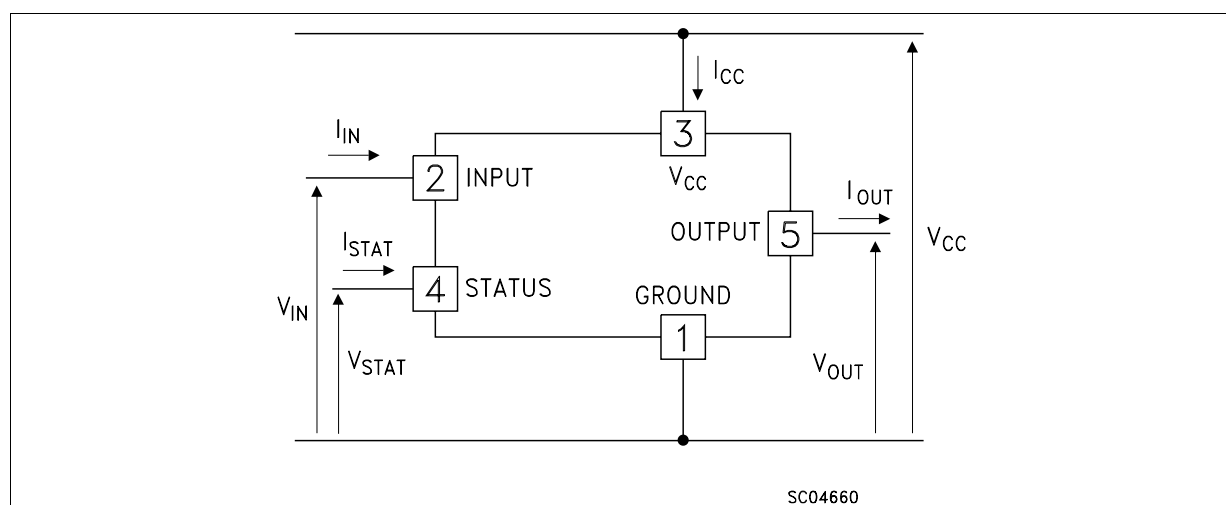 I_CC
I_IN
3
V_CC
2 INPUT
I_OUT
OUTPUT 5
V_CC
I_STAT
4 STATUS
GROUND
V_IN
1
V_STAT
V_OUT
SC04660